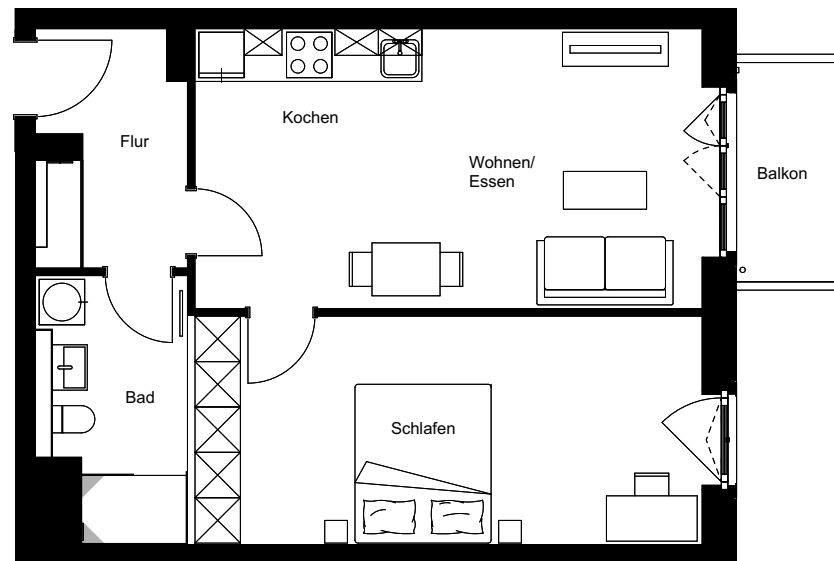 Kochen
Flur
Wohnen/
Essen
Balkon
Bad
Schlafen